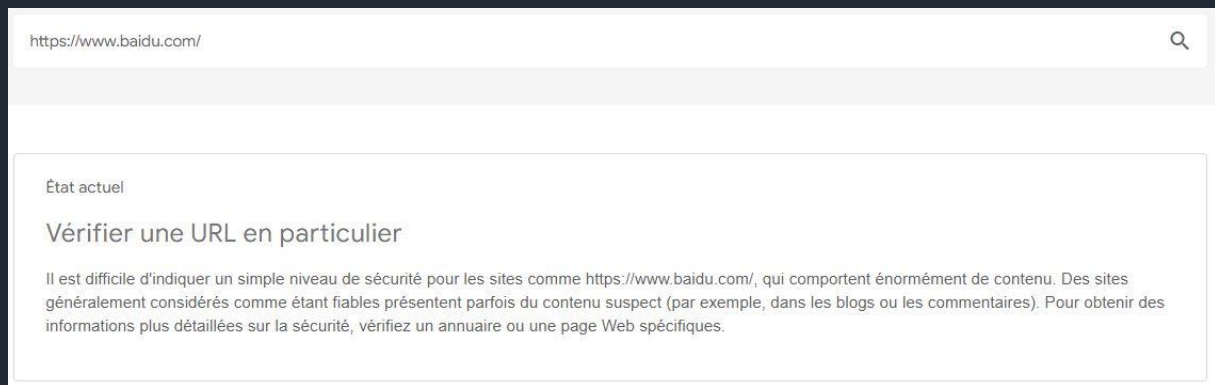 https://www.baidu.com/
État actuel
Vérifier une URL en particulier
Il est difficile d'indiquer un simple niveau de sécurité pour les sites comme https://www.baidu.com/, qui comportent énormément de contenu. Des sites
généralement considérés comme étant fiables présentent parfois du contenu suspect (par exemple, dans les blogs ou les commentaires). Pour obtenir des
informations plus détaillées sur la sécurité, vérifiez un annuaire ou une page Web spécifiques.